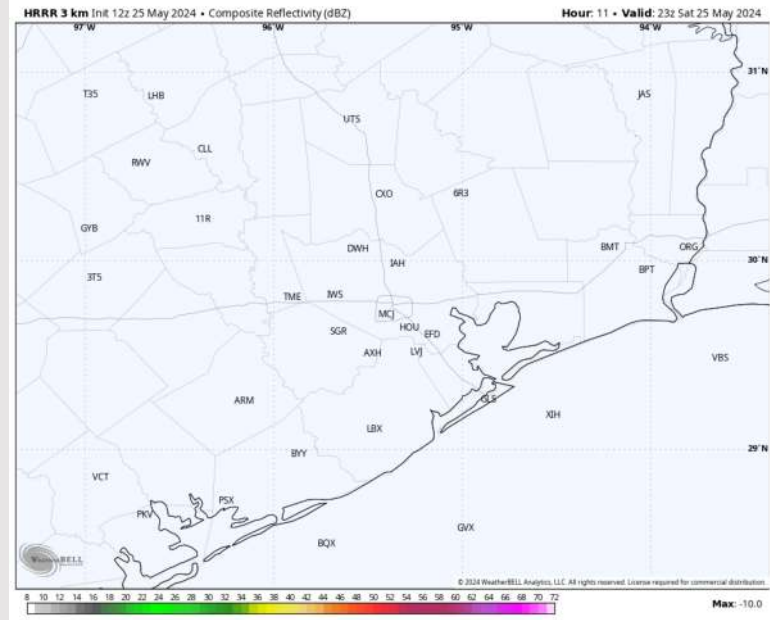 HRRR 3 km Init 12z 25 May 2024 • Composite Reflectivity (dBZ) Hour: 11 • Valid: 23z Sat 25 May 2024
97°W 96°W 95°W 94°W
31°N
T35 LHB JAS
UTS
CLL
RWV
CXO 6R3
11R
GYB
DWH BMT ORG
IAH 30°N
3T5 BPT
TME IWS
MCJ
SGR HOU EFD
AXH LVJ VBS
ARM GLS
XIH
LBX
BYY 29°N
VCT
PSX
PKV
GVX
BQX
WeatherBELL
© 2024 WeatherBELL Analytics, LLC. All rights reserved. License required for commercial distribution.
8 10 12 14 16 18 20 22 24 26 28 30 32 34 36 38 40 42 44 46 48 50 52 54 56 58 60 62 64 66 68 70 72 Max: -10.0